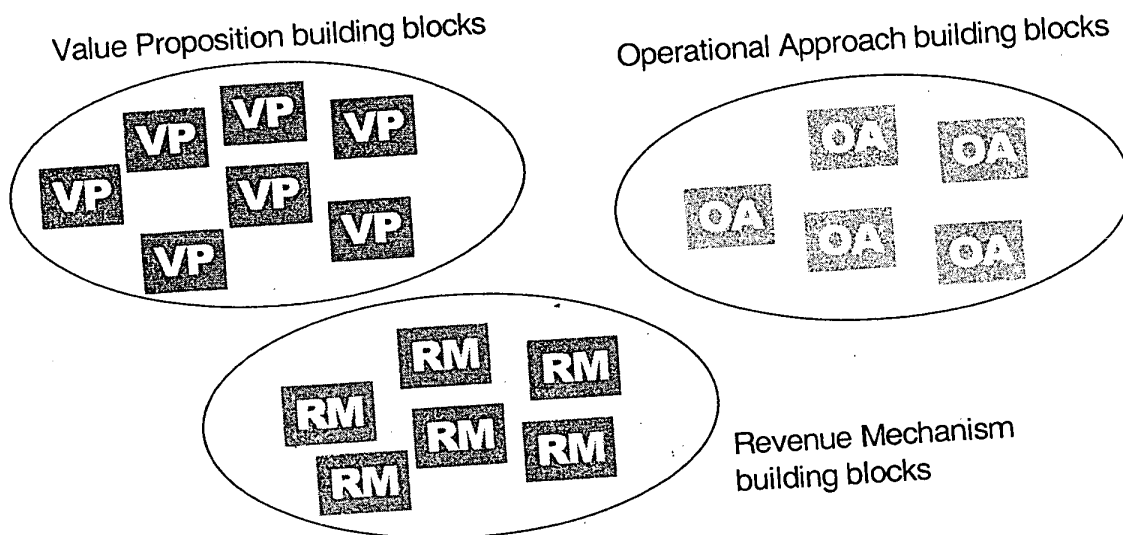 Value Proposition building blocks
VP
VP
VP
VP
VP
VP
VP
Operational Approach building blocks
OA
OA
OA
OA
OA
RM
RM
RM
RM
RM
RM
Revenue Mechanism
building blocks